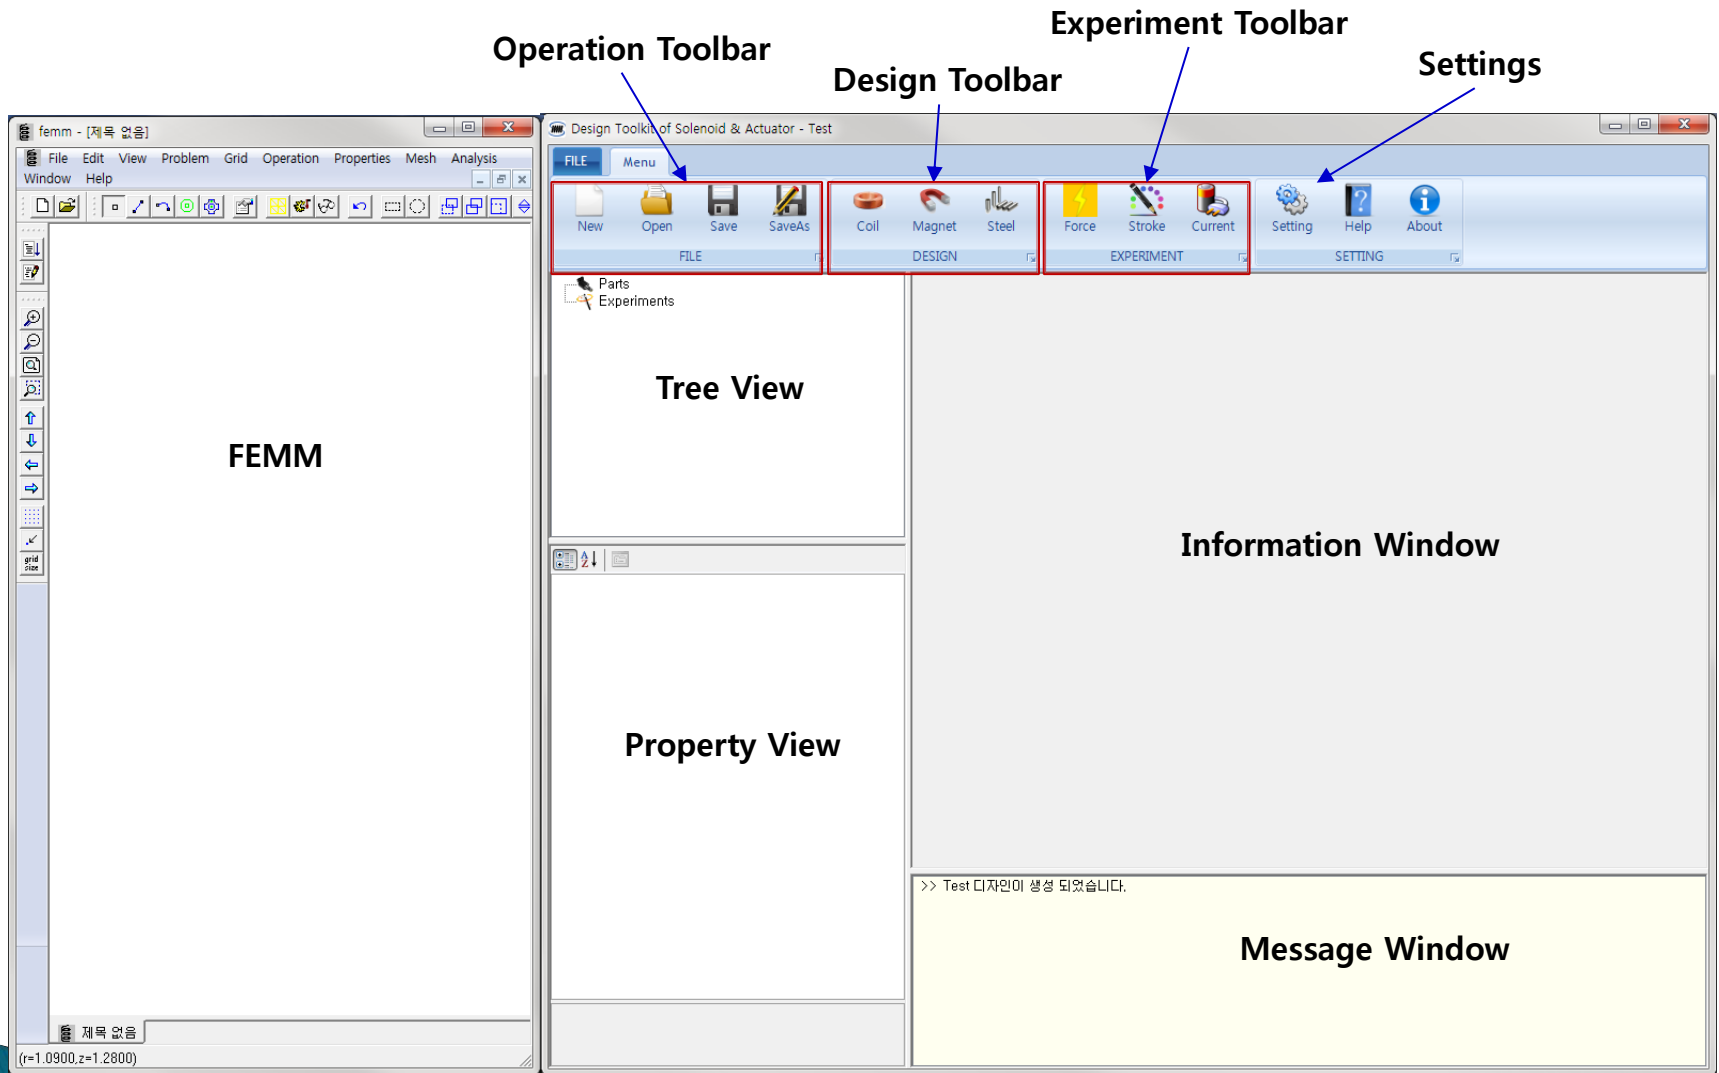 Experiment Toolbar
Operation Toolbar
Settings
Design Toolbar
femm - [제목 없음]
File Edit View Problem Grid Operation Properties Mesh Analysis
Window Help
grid
size
FEMM
제목 없음
(r=1.0900,z=1.2800)
Design Toolkit of Solenoid & Actuator - Test
FILE Menu
New Open Save SaveAs Coil Magnet Steel Force Stroke Current Setting Help About
FILE DESIGN EXPERIMENT SETTING
Parts
Experiments
Tree View
Information Window
Property View
>> Test 디자인이 생성 되었습니다.
Message Window